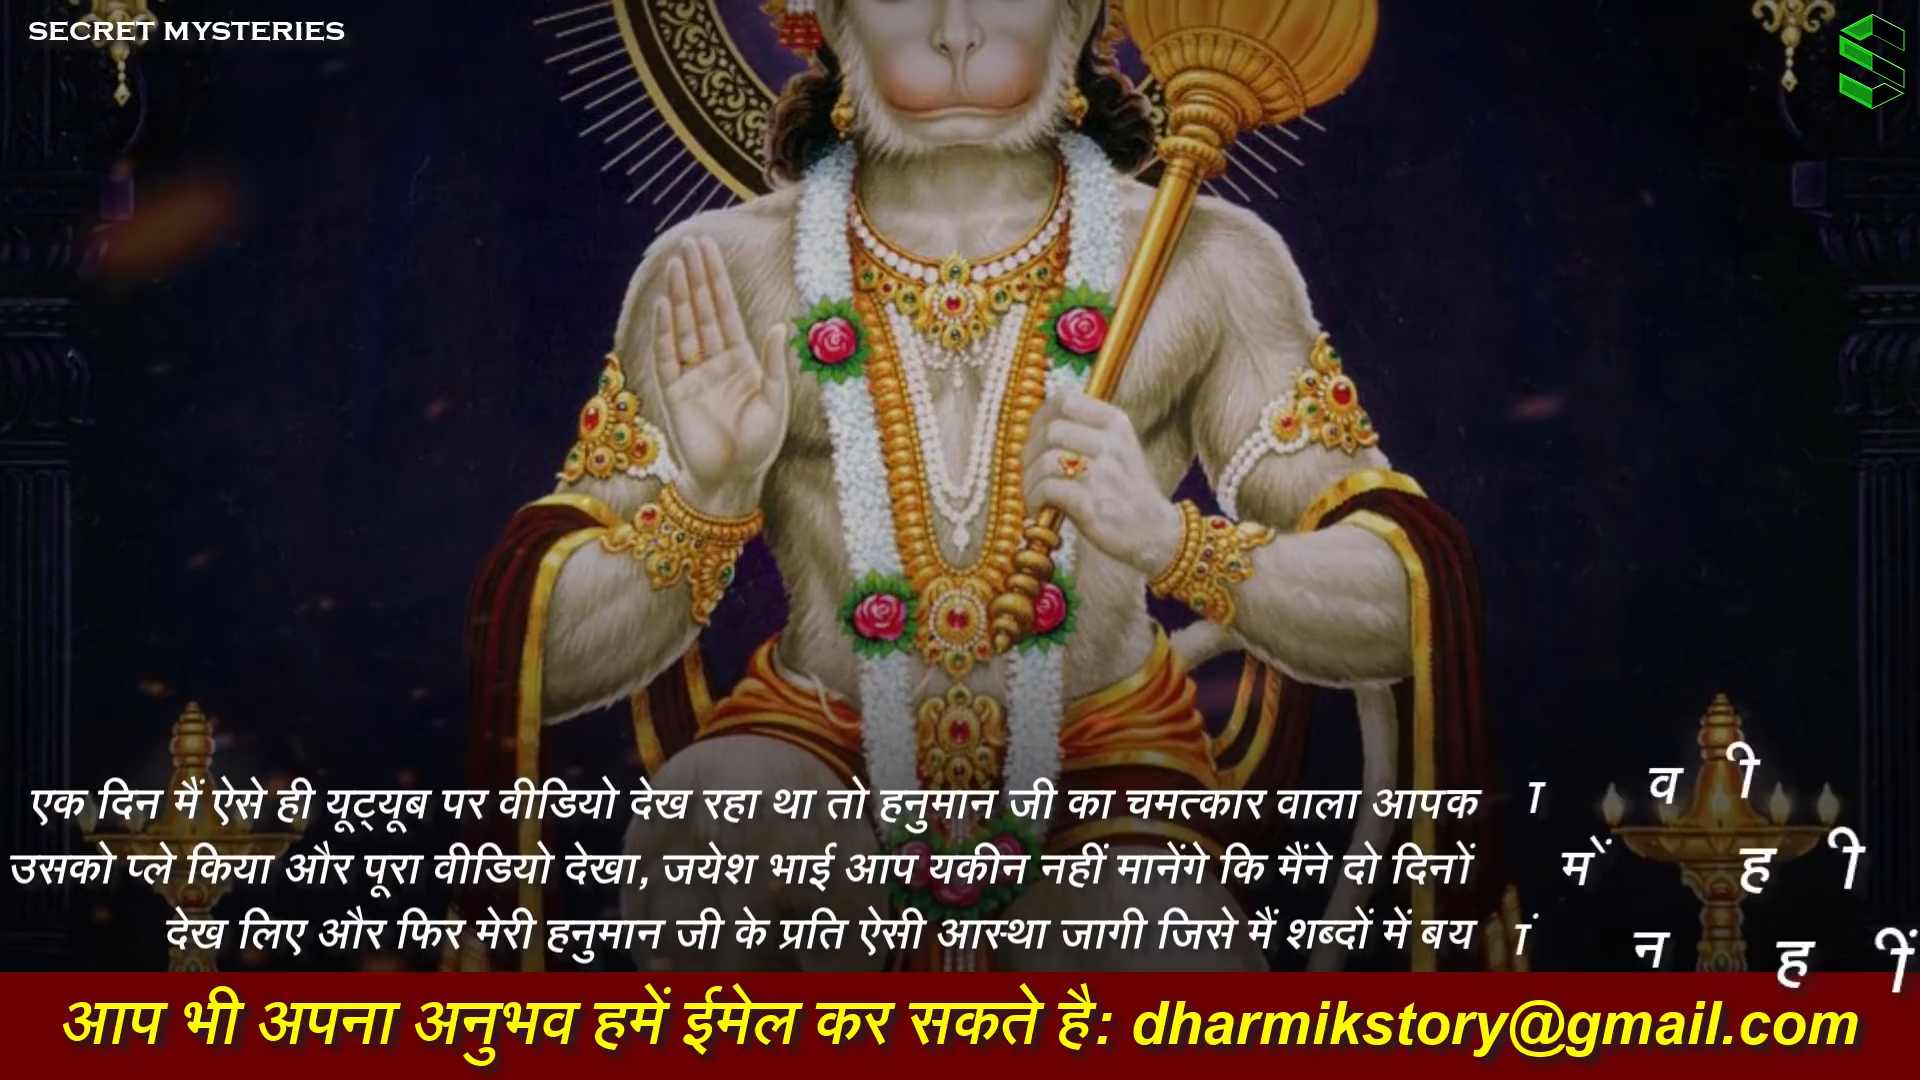 SECRET MYSTERIES
एक दिन मैं ऐसे ही यूट्यूब पर वीडियो देख रहा था तो हनुमान जी का चमत्कार वाला आपका वी
उसको प्ले किया और पूरा वीडियो देखा, जयेश भाई आप यकीन नहीं मानेंगे कि मैंने दो दिनों में ही
देख लिए और फिर मेरी हनुमान जी के प्रति ऐसी आस्था जागी जिसे मैं शब्दों में बयां नहीं
आप भी अपना अनुभव हमें ईमेल कर सकते है: dharmikstory@gmail.com